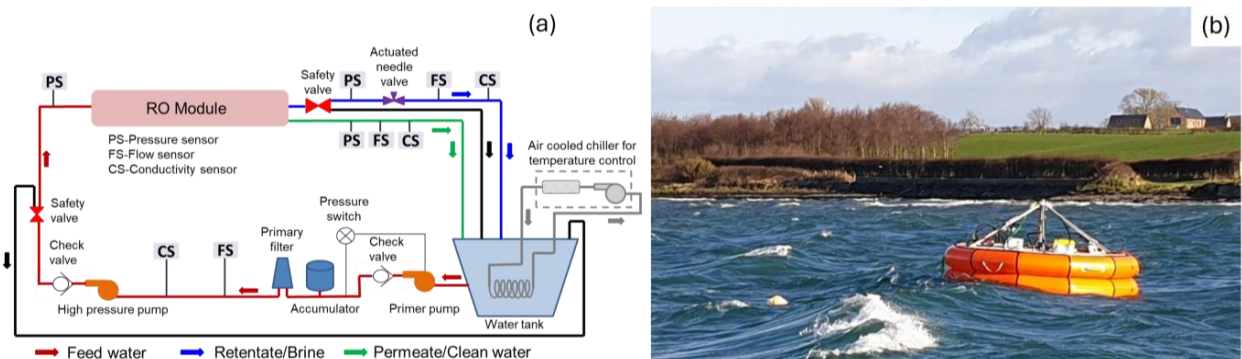 (a)
(b)
Actuated
needle
valve
Safety
valve
PS
PS
FS
CS
RO Module
PS-Pressure sensor
FS-Flow sensor
CS-Conductivity sensor
PS
FS
CS
Air cooled chiller for
temperature control
Safety
valve
Check
valve
CS
FS
Primary
filter
Pressure
switch
Check
valve
High pressure pump
Accumulator
Primer pump
Water tank
Feed water
Retentate/Brine
Permeate/Clean water